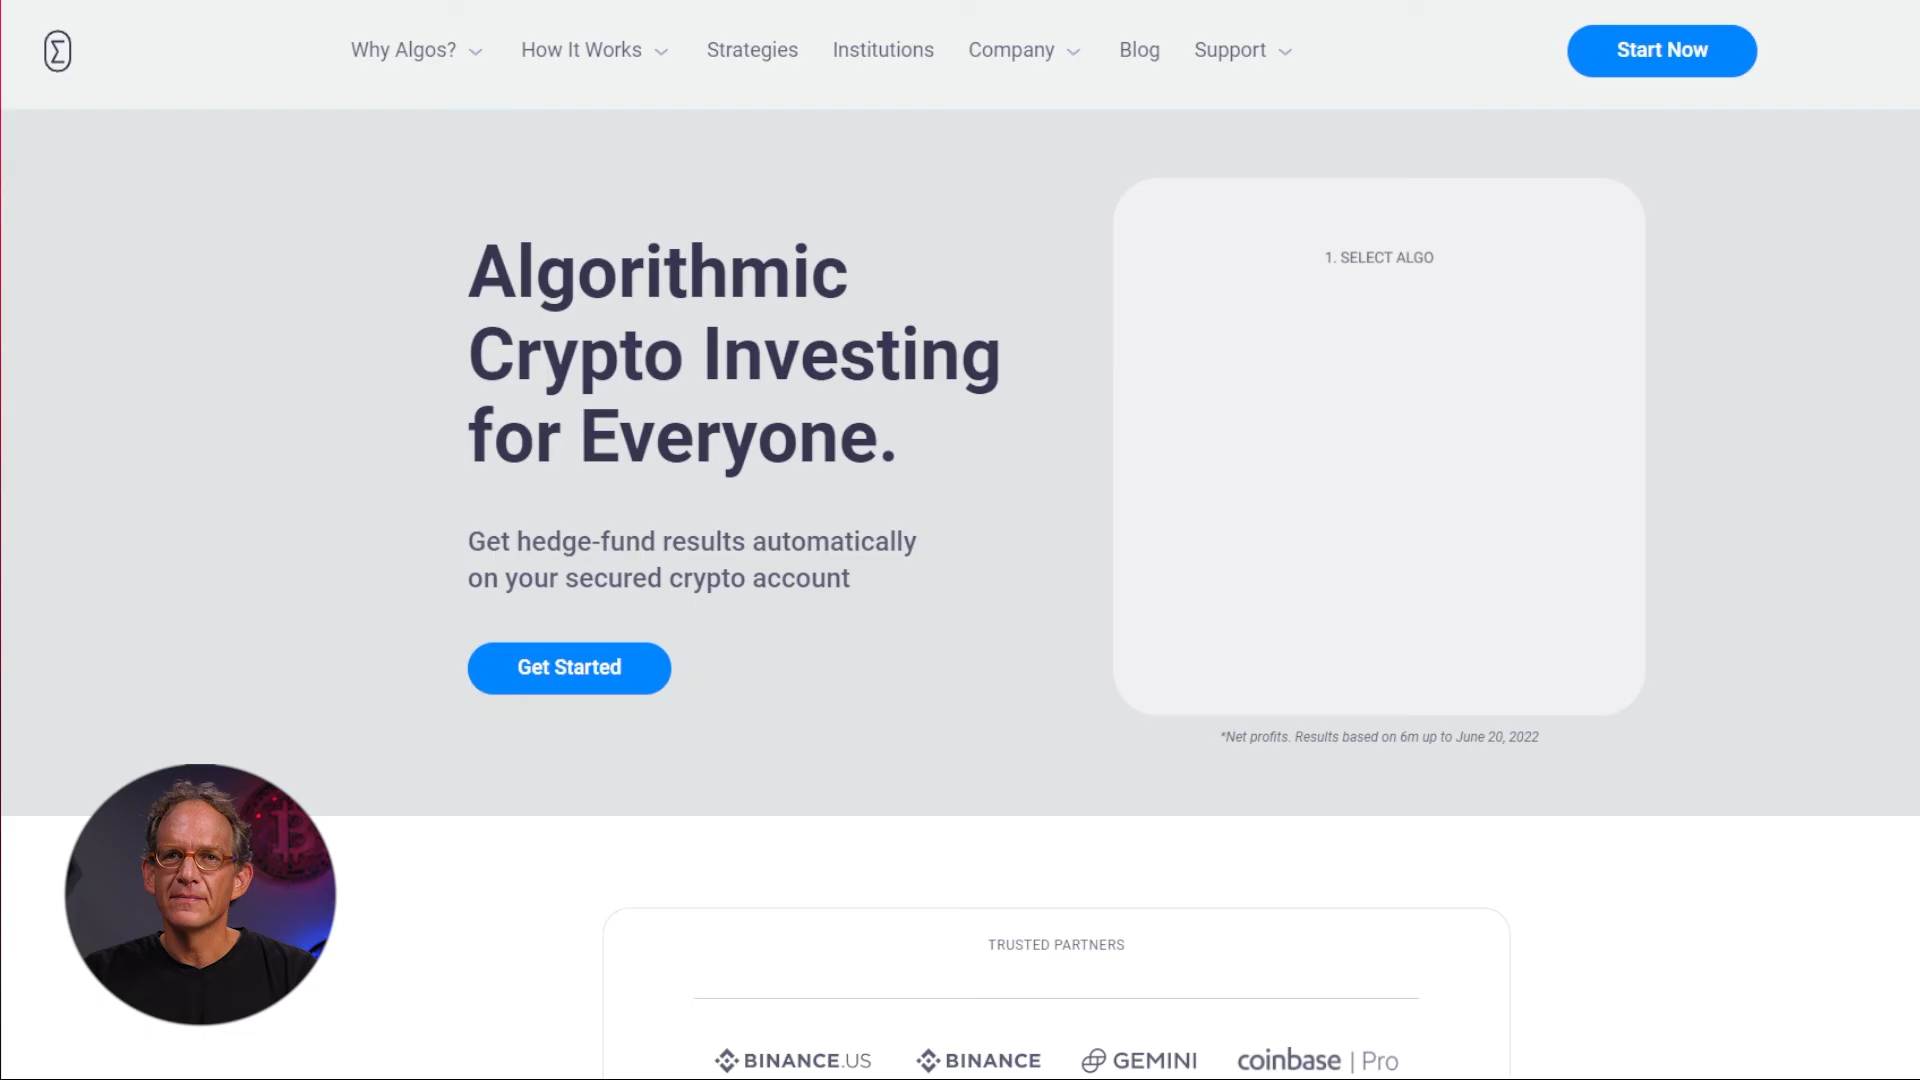 Why Algos?
How It Works
Strategies
Institutions
Company
Blog
Support
Start Now
Algorithmic
Crypto Investing
for Everyone.
Get hedge-fund results automatically
on your secured crypto account
Get Started
1. SELECT ALGO
*Net profits. Results based on 6m up to June 20, 2022
TRUSTED PARTNERS
BINANCE.US
BINANCE
GEMINI
coinbase | Pro